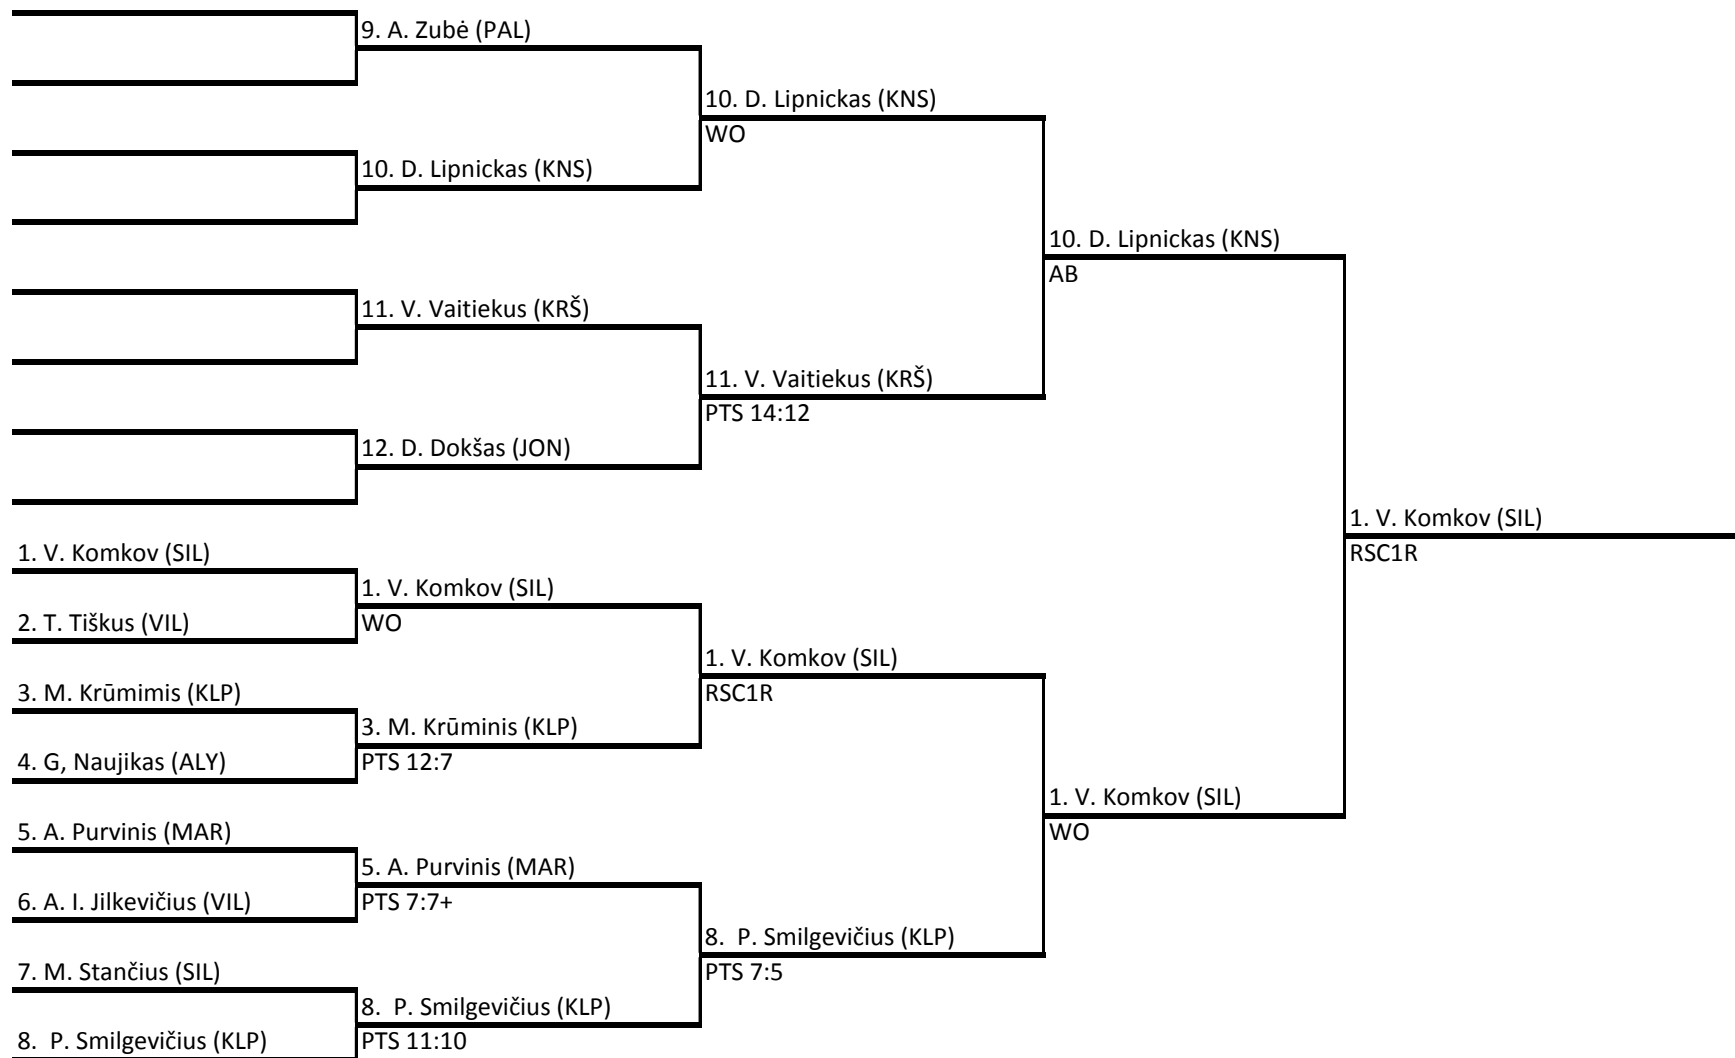 9. A. Zubė (PAL)
10. D. Lipnickas (KNS)
WO
10. D. Lipnickas (KNS)
10. D. Lipnickas (KNS)
AB
11. V. Vaitiekus (KRŠ)
11. V. Vaitiekus (KRŠ)
PTS 14:12
12. D. Dokšas (JON)
1. V. Komkov (SIL)
RSC1R
1. V. Komkov (SIL)
1. V. Komkov (SIL)
2. T. Tiškus (VIL)
WO
1. V. Komkov (SIL)
RSC1R
3. M. Krūmimis (KLP)
3. M. Krūminis (KLP)
4. G, Naujikas (ALY)
PTS 12:7
1. V. Komkov (SIL)
WO
5. A. Purvinis (MAR)
5. A. Purvinis (MAR)
6. A. I. Jilkevičius (VIL)
PTS 7:7+
8.  P. Smilgevičius (KLP)
PTS 7:5
7. M. Stančius (SIL)
8.  P. Smilgevičius (KLP)
8.  P. Smilgevičius (KLP)
PTS 11:10